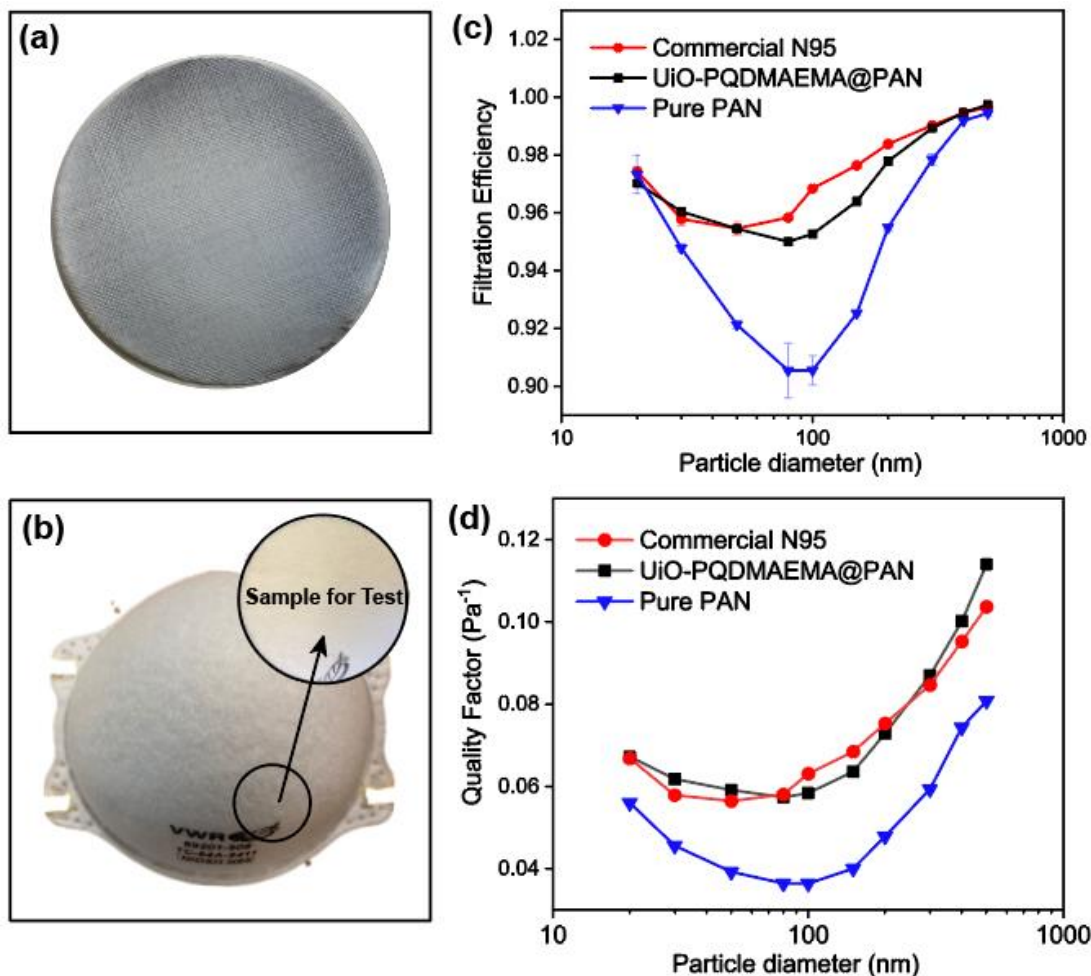 (a)
(b)
Sample for Test
VWR
(c)
1.02
1.00
0.98
0.96
0.94
0.92
0.90
Filtration Efficiency
Commercial N95
UiO-PQDMAEMA@PAN
Pure PAN
10
100
1000
Particle diameter (nm)
(d)
0.12
0.10
0.08
0.06
0.04
Quality Factor (Pa⁻¹)
Commercial N95
UiO-PQDMAEMA@PAN
Pure PAN
10
100
1000
Particle diameter (nm)